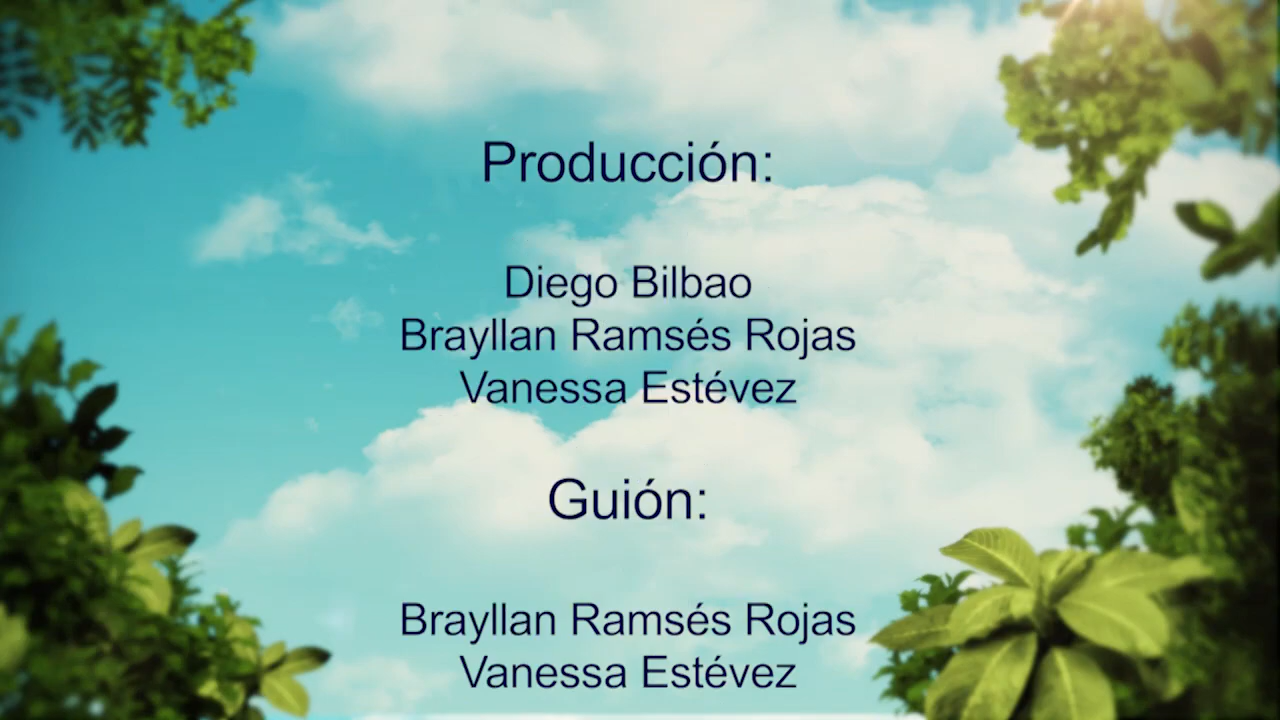 Producción:
Diego Bilbao
Brayllan Ramsés Rojas
Vanessa Estévez
Guión:
Brayllan Ramsés Rojas
Vanessa Estévez